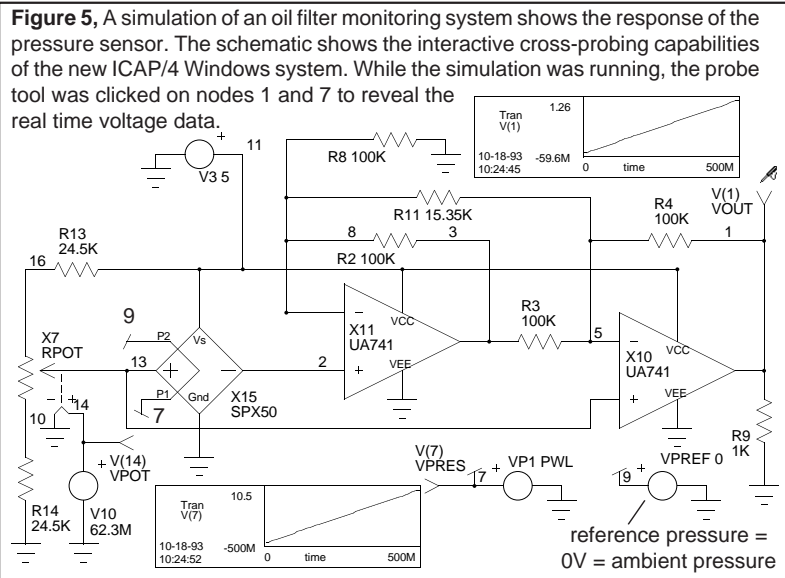 Figure 5, A simulation of an oil filter monitoring system shows the response of the
pressure sensor. The schematic shows the interactive cross-probing capabilities
of the new ICAP/4 Windows system. While the simulation was running, the probe
tool was clicked on nodes 1 and 7 to reveal the
real time voltage data.
Tran
V(1)
1.26
10-18-93
10:24:45
-59.6M
0
time
500M
+
11
V3 5
R8 100K
R11 15.35K
8
3
R2 100K
R4
100K
V(1)
VOUT
1
R13
24.5K
16
X7
RPOT
9
P2
Vs
13
+
-
P1
Gnd
7
X15
SPX50
2
-
+
X11
UA741
VCC
VEE
R3
100K
5
-
+
X10
UA741
VCC
VEE
R9
1K
-
+
10
14
V(14)
VPOT
+
R14
24.5K
V10
62.3M
Tran
V(7)
10.5
10-18-93
10:24:52
-500M
0
time
500M
V(7)
VPRES
7
+
VP1 PWL
9
+
VPREF 0
reference pressure =
0V = ambient pressure